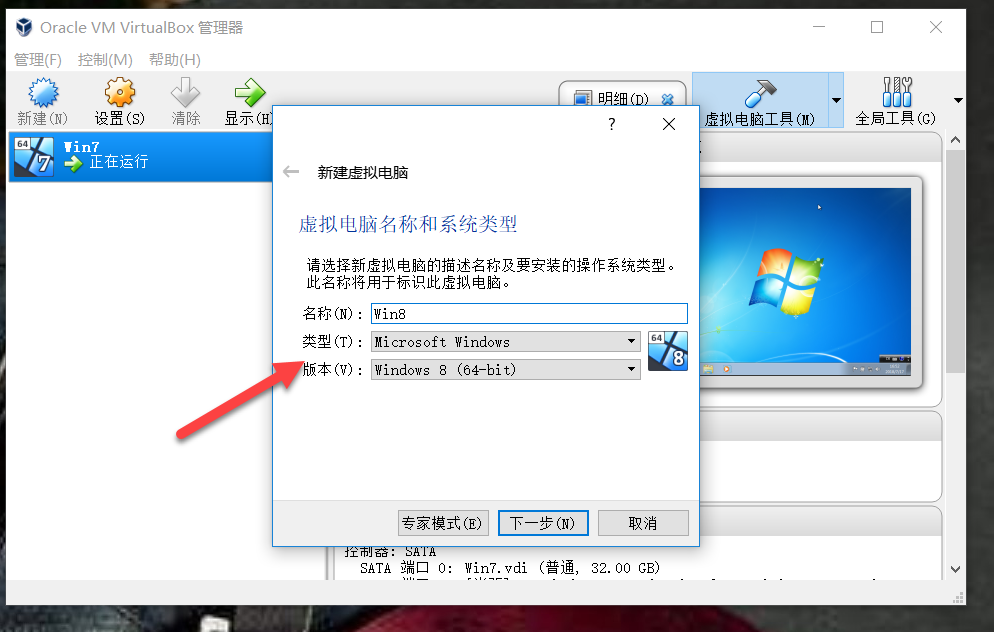 Oracle VM VirtualBox 管理器
管理(F) 控制(M) 帮助(H)
新建(N) 设置(S) 清除 显示(H) 明细(D) 虚拟电脑工具(M) 全局工具(G)
64 7 Win7
正在运行
新建虚拟电脑
虚拟电脑名称和系统类型
请选择新虚拟电脑的描述名称及要安装的操作系统类型。
此名称将用于标识此虚拟电脑。
名称(N): Win8
类型(T): Microsoft Windows
版本(V): Windows 8 (64-bit)
64 8
专家模式(E) 下一步(N) 取消
控制器: SATA
SATA 端口 0: Win7.vdi (普通, 32.00 GB)